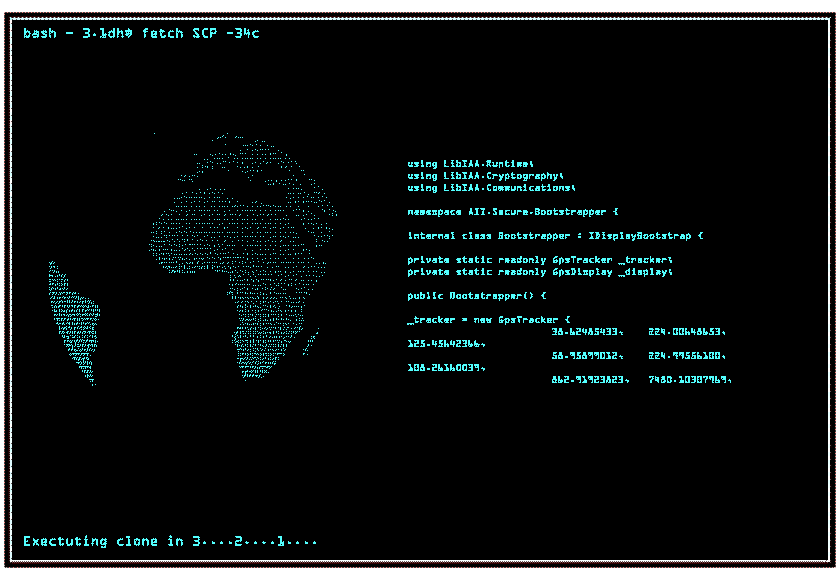 bash - 3.1dh# fetch SCP -34c
using LibIAA.Runtime;
using LibIAA.Cryptography;
using LibIAA.Communications;
namespace AII.Secure.Bootstrapper {
internal class Bootstrapper : IDisplayBootstrap {
private static readonly GpsTracker _tracker;
private static readonly GpsDisplay _display;
public Bootstrapper() {
_tracker = new GpsTracker {
38.62485433, 224.00648653,
125.45642366,
58.95899012, 224.99556100,
108.26160039,
862.91923823, 7480.10307969,
Exectuting clone in 3....2....1....